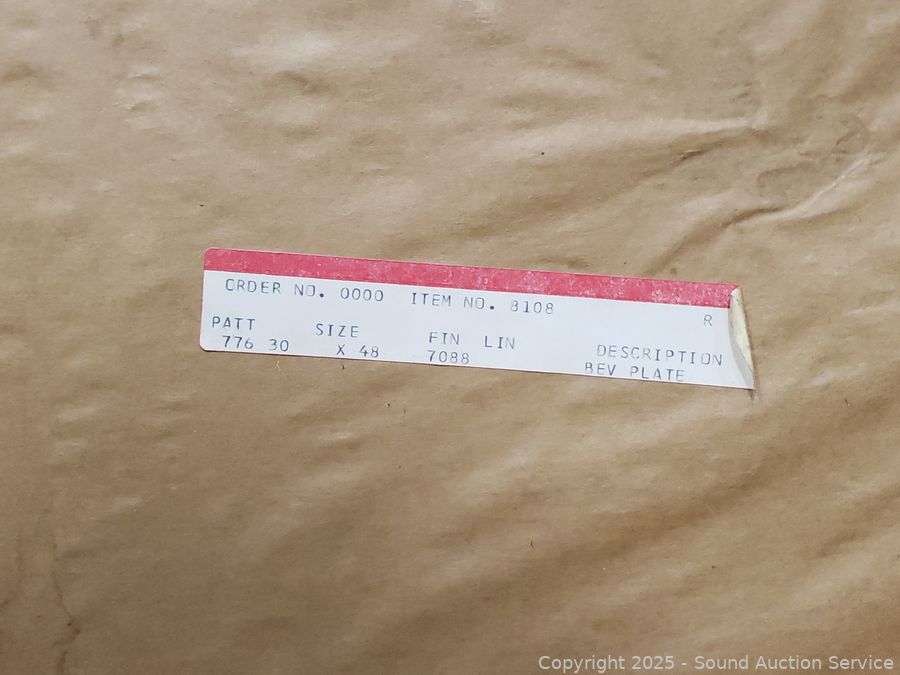 ORDER NO. 0000 ITEM NO. 8108
R
PATT SIZE FIN LIN DESCRIPTION
776 30 X 48 7088 BEV PLATE
Copyright 2025 - Sound Auction Service